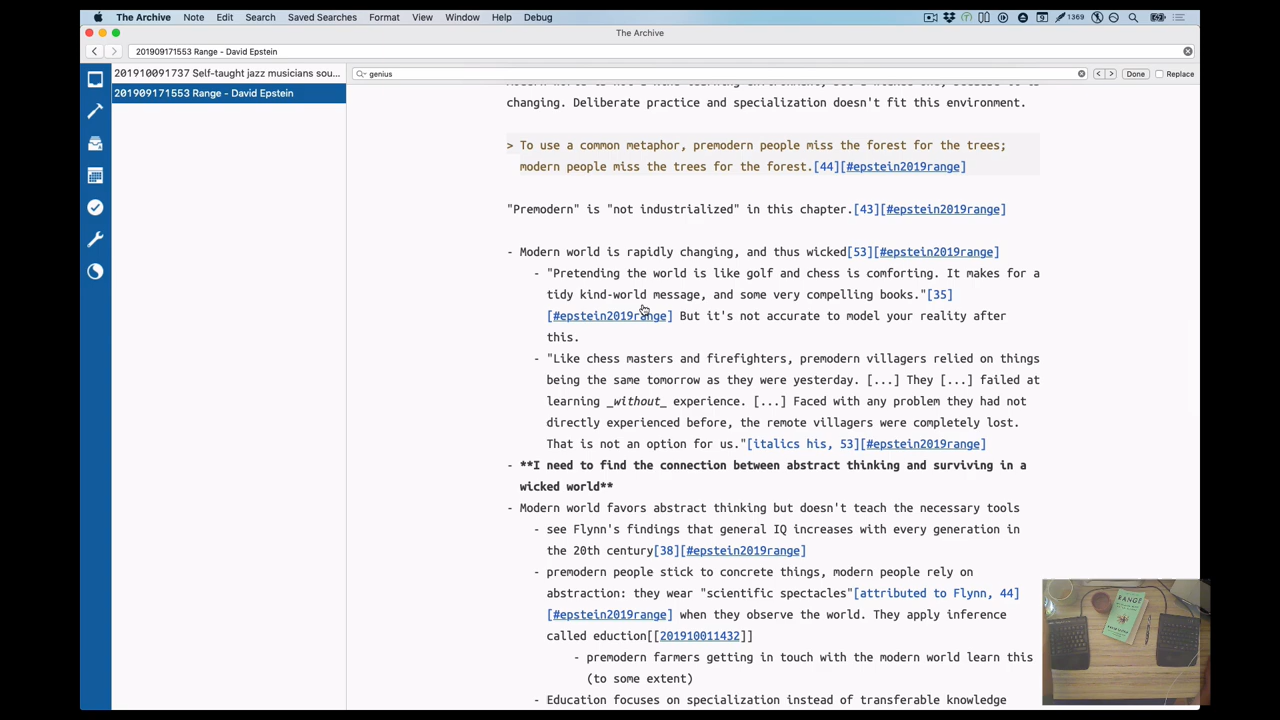 The Archive Note Edit Search Saved Searches Format View Window Help Debug 1369
The Archive
201909171553 Range - David Epstein
201910091737 Self-taught jazz musicians sou...
genius
Done
Replace
201909171553 Range - David Epstein
changing. Deliberate practice and specialization doesn't fit this environment.
> To use a common metaphor, premodern people miss the forest for the trees;
modern people miss the trees for the forest.[44][#epstein2019range]
"Premodern" is "not industrialized" in this chapter.[43][#epstein2019range]
- Modern world is rapidly changing, and thus wicked[53][#epstein2019range]
- "Pretending the world is like golf and chess is comforting. It makes for a
tidy kind-world message, and some very compelling books."[35]
[#epstein2019range] But it's not accurate to model your reality after
this.
- "Like chess masters and firefighters, premodern villagers relied on things
being the same tomorrow as they were yesterday. [...] They [...] failed at
learning _without_ experience. [...] Faced with any problem they had not
directly experienced before, the remote villagers were completely lost.
That is not an option for us."[italics his, 53][#epstein2019range]
- **I need to find the connection between abstract thinking and surviving in a
wicked world**
- Modern world favors abstract thinking but doesn't teach the necessary tools
- see Flynn's findings that general IQ increases with every generation in
the 20th century[38][#epstein2019range]
- premodern people stick to concrete things, modern people rely on
abstraction: they wear "scientific spectacles"[attributed to Flynn, 44]
[#epstein2019range] when they observe the world. They apply inference
called eduction[[201910011432]]
- premodern farmers getting in touch with the modern world learn this
(to some extent)
- Education focuses on specialization instead of transferable knowledge
RANGE